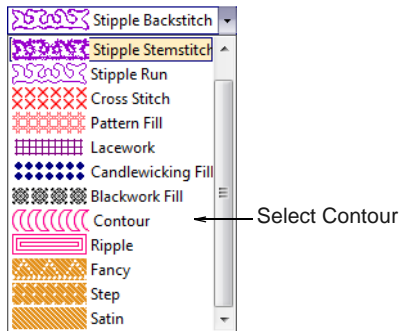 Stipple Backstitch
Stipple Stemstitch
Stipple Run
Cross Stitch
Pattern Fill
Lacework
Candlewicking Fill
Blackwork Fill
Contour
Select Contour
Ripple
Fancy
Step
Satin